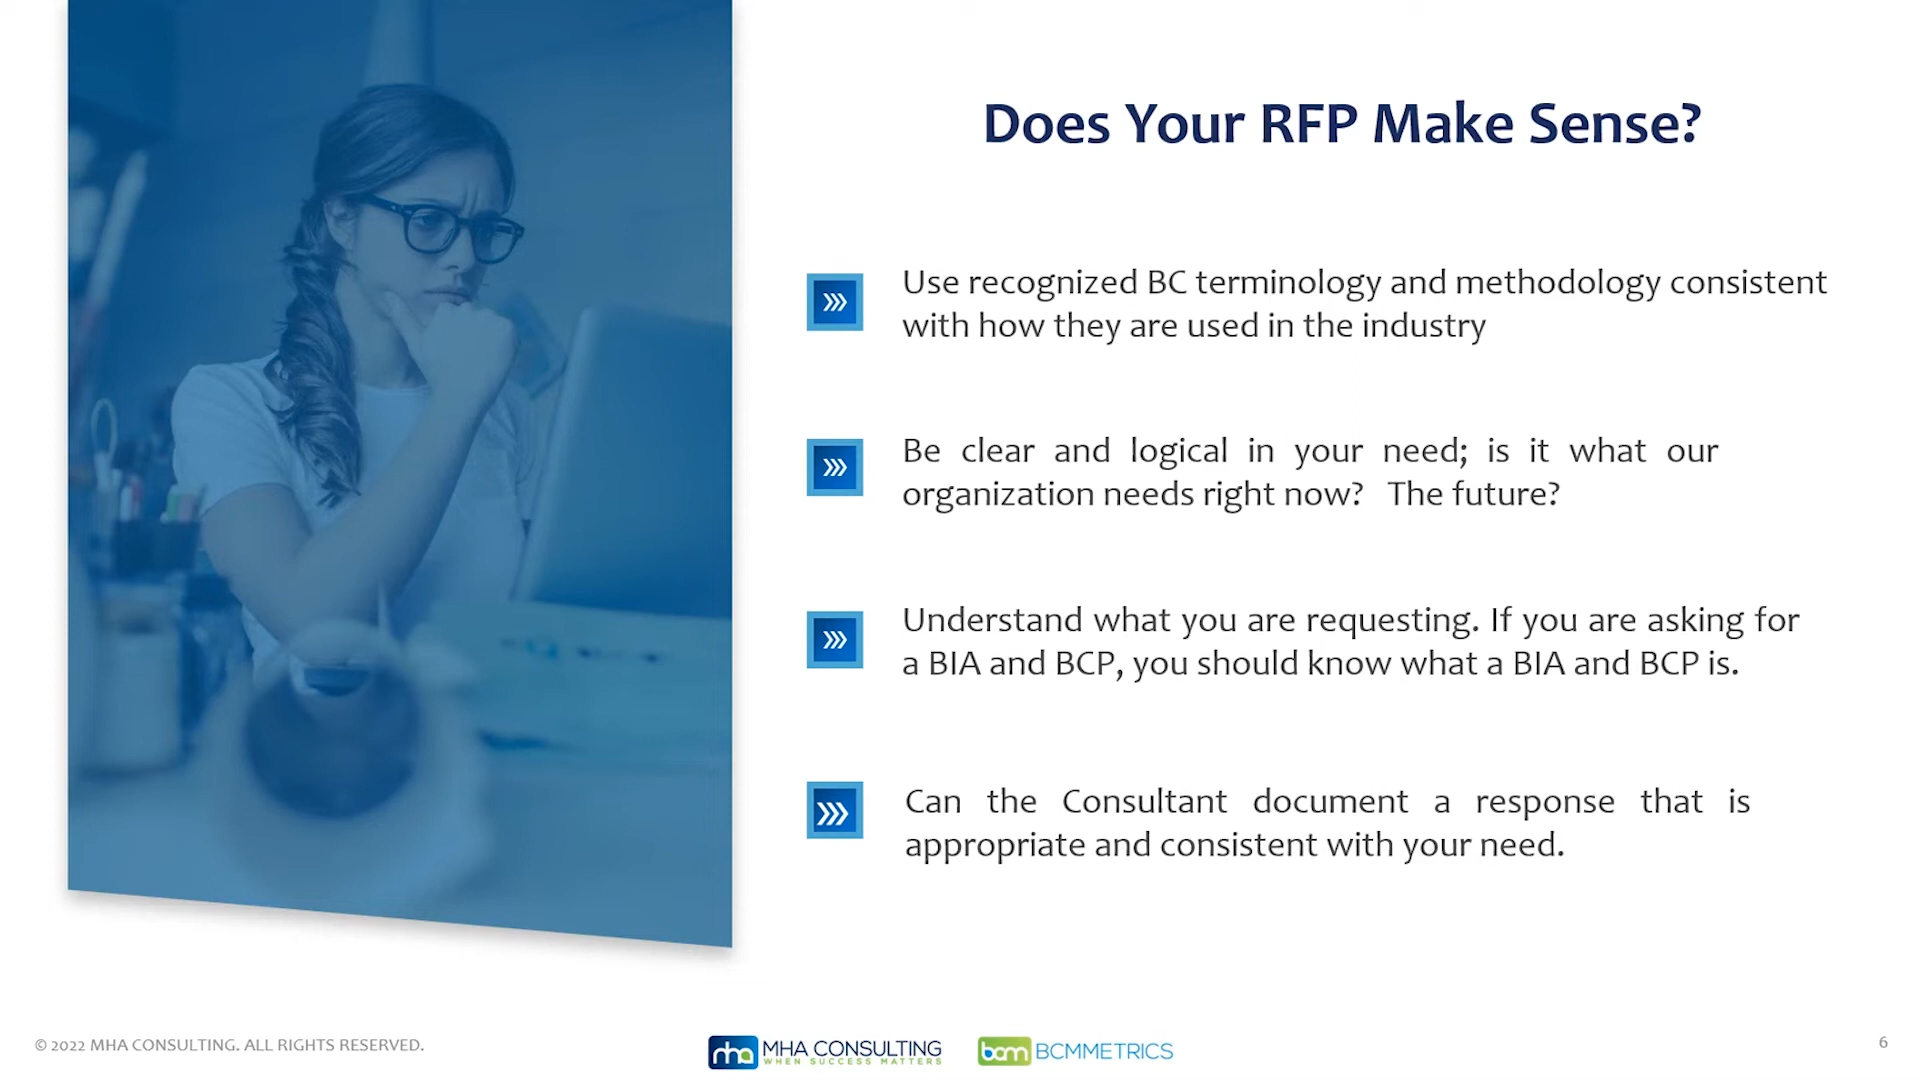 Does Your RFP Make Sense?
Use recognized BC terminology and methodology consistent
with how they are used in the industry
Be clear and logical in your need; is it what our
organization needs right now? The future?
Understand what you are requesting. If you are asking for
a BIA and BCP, you should know what a BIA and BCP is.
Can the Consultant document a response that is
appropriate and consistent with your need.
© 2022 MHA CONSULTING. ALL RIGHTS RESERVED.
mha MHA CONSULTING
WHEN SUCCESS MATTERS
bcm BCMMETRICS
6